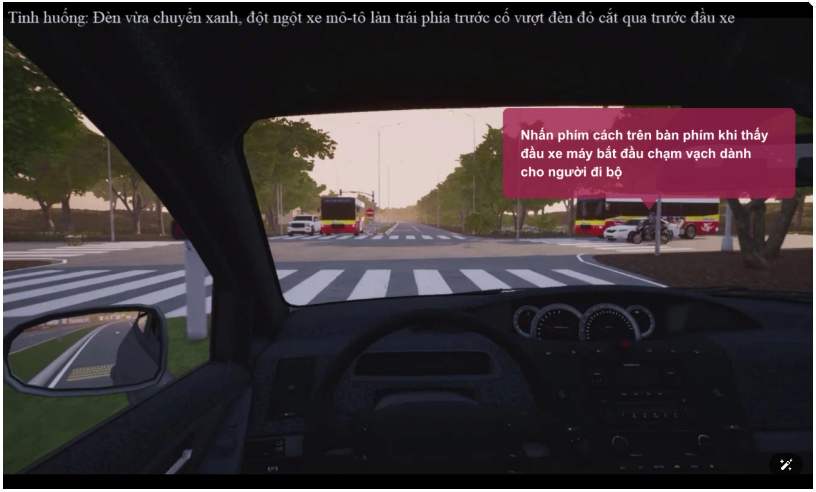 Tình huống: Đèn vừa chuyển xanh, đột ngột xe mô-tô làn trái phía trước cố vượt đèn đỏ cắt qua trước đầu xe
Nhấn phím cách trên bàn phím khi thấy
đầu xe máy bắt đầu chạm vạch dành
cho người đi bộ